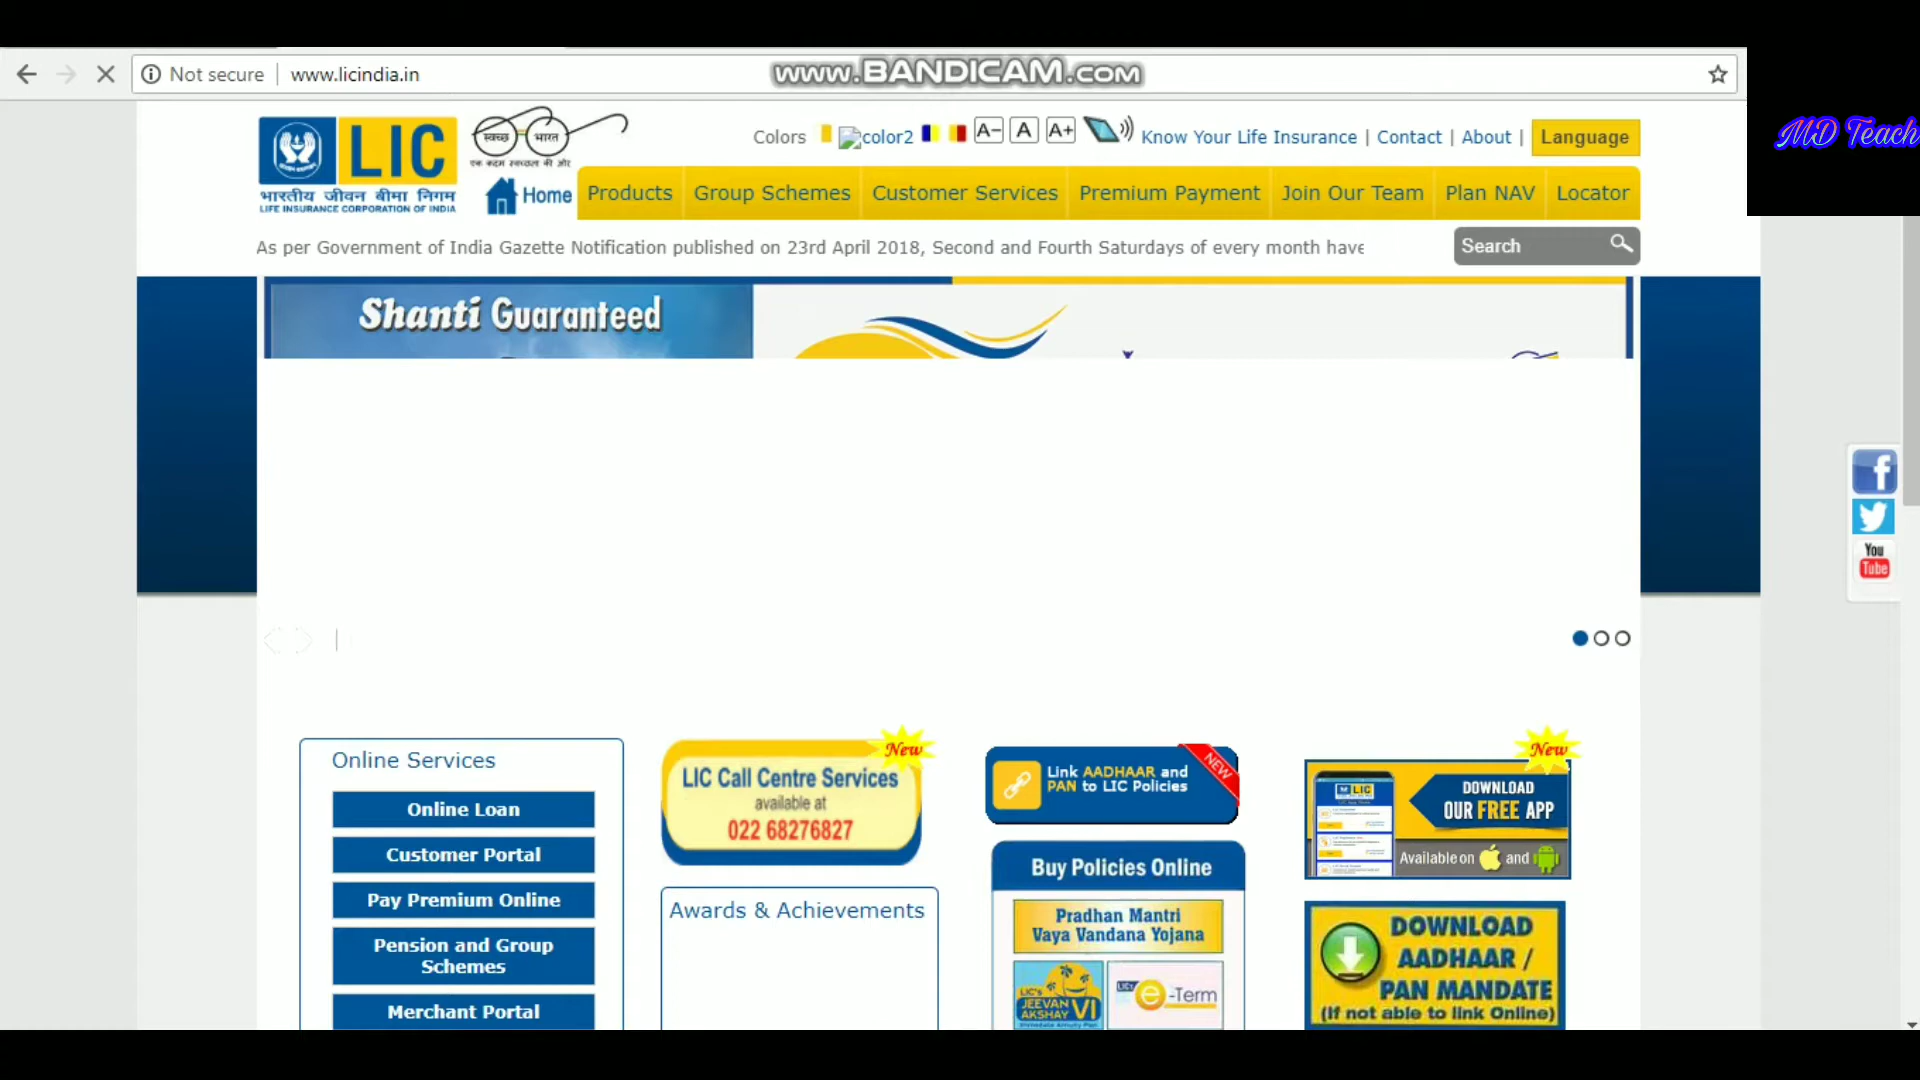 Not secure
www.licindia.in
www.BANDICAM.com
MD Teach
LIC
भारतीय जीवन बीमा निगम
LIFE INSURANCE CORPORATION OF INDIA
स्वच्छ भारत
एक कदम स्वच्छता की ओर
Colors
color2
A-
A
A+
Know Your Life Insurance | Contact | About |
Language
Home
Products
Group Schemes
Customer Services
Premium Payment
Join Our Team
Plan NAV
Locator
As per Government of India Gazette Notification published on 23rd April 2018, Second and Fourth Saturdays of every month have
Search
Shanti Guaranteed
f
You
Tube
Online Services
Online Loan
Customer Portal
Pay Premium Online
Pension and Group
Schemes
Merchant Portal
New
LIC Call Centre Services
available at
022 68276827
Awards & Achievements
NEW
Link AADHAAR and
PAN to LIC Policies
Buy Policies Online
Pradhan Mantri
Vaya Vandana Yojana
LIC's
JEEVAN
AKSHAY VI
Immediate Annuity Plan
LIC's
e-Term
New
LIC
DOWNLOAD
OUR FREE APP
Available on and
DOWNLOAD
AADHAAR /
PAN MANDATE
(If not able to link Online)